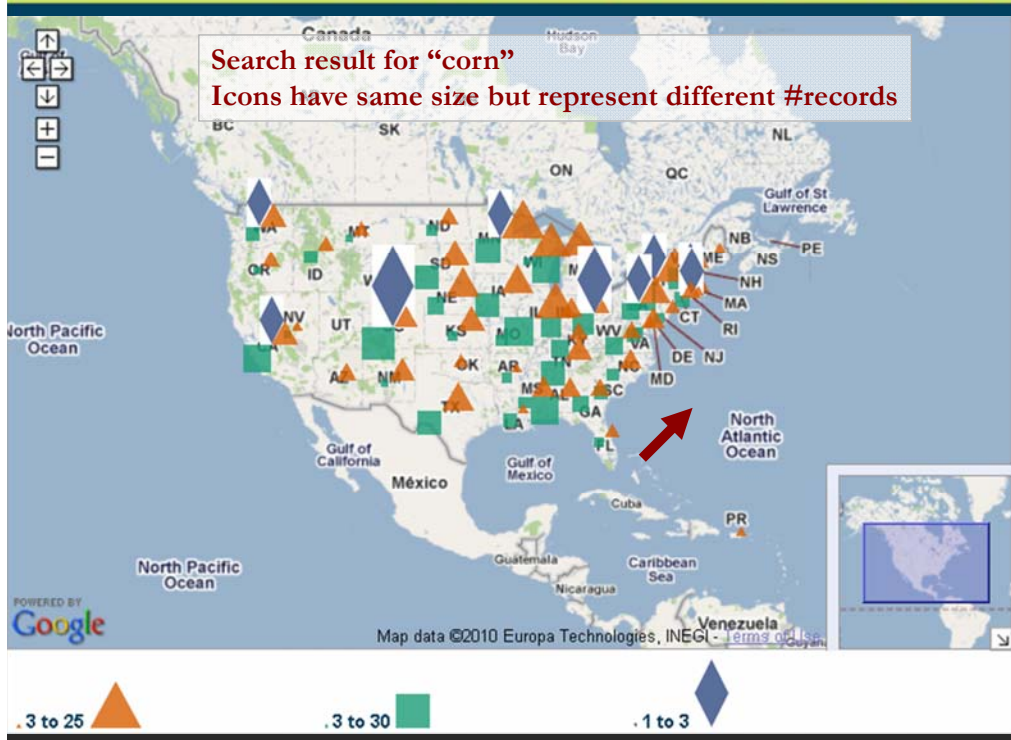 Canada
Hudson
Bay
Search result for “corn”
Icons have same size but represent different #records
BC
SK
NL
ON
QC
Gulf of St
Lawrence
NB
PE
NS
ME
NH
MA
RI
CT
NJ
DE
MD
MT
ND
MN
OR
ID
SD
WI
NE
IA
NV
UT
IL
WV
VA
KS
MO
KY
CA
OK
AR
TN
NC
AZ
NM
MS
AL
SC
GA
TX
LA
FL
North Pacific
Ocean
North
Atlantic
Ocean
Gulf of
California
Gulf of
Mexico
México
Cuba
PR
Guatemala
Caribbean
Sea
Nicaragua
North Pacific
Ocean
Venezuela
POWERED BY
Google
Map data ©2010 Europa Technologies, INEGI - Terms of Use
. 3 to 25
. 3 to 30
. 1 to 3